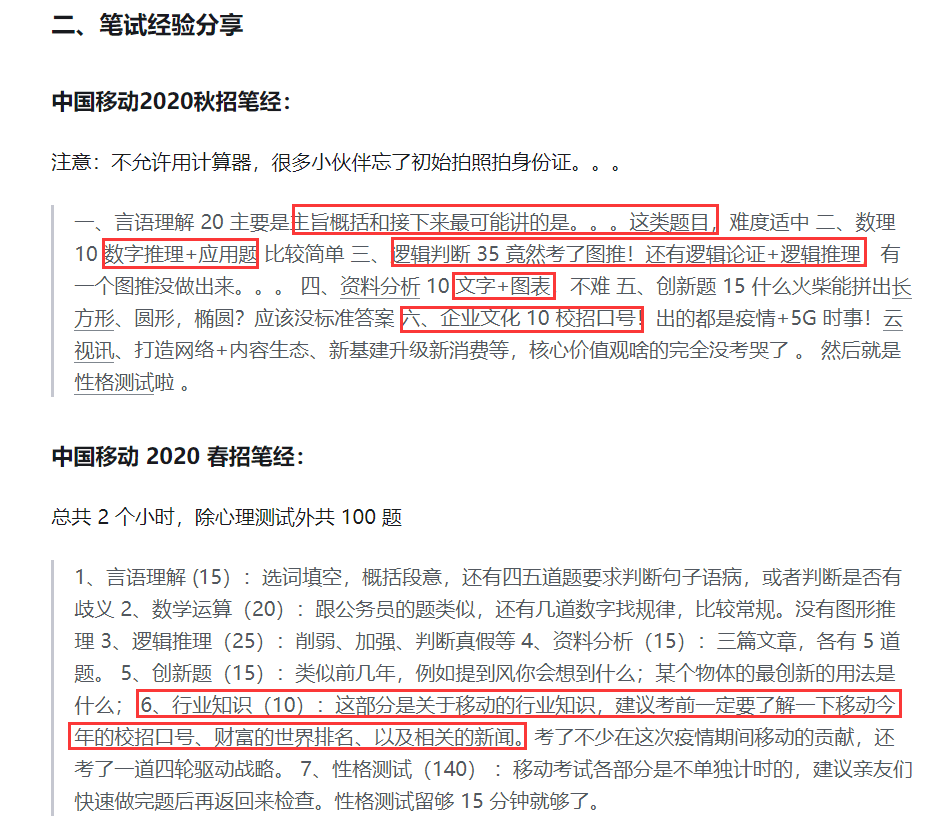 二、笔试经验分享
中国移动2020秋招笔经：
注意：不允许用计算器，很多小伙伴忘了初始拍照拍身份证。。。
一、言语理解 20 主要是主旨概括和接下来最可能讲的是。。。这类题目，难度适中 二、数理
10 数字推理+应用题 比较简单 三、逻辑判断 35 竟然考了图推！还有逻辑论证+逻辑推理 有
一个图推没做出来。。。 四、资料分析 10 文字+图表 不难 五、创新题 15 什么火柴能拼出长
方形、圆形，椭圆？应该没标准答案 六、企业文化 10 校招口号！出的都是疫情+5G 时事！云
视讯、打造网络+内容生态、新基建升级新消费等，核心价值观啥的完全没考哭了 。 然后就是
性格测试啦 。
中国移动 2020 春招笔经：
总共 2 个小时，除心理测试外共 100 题
1、言语理解 (15) ：选词填空，概括段意，还有四五道题要求判断句子语病，或者判断是否有
歧义 2、数学运算（20）：跟公务员的题类似，还有几道数字找规律，比较常规。没有图形推
理 3、逻辑推理（25）：削弱、加强、判断真假等 4、资料分析（15）：三篇文章，各有 5 道
题。 5、创新题（15）：类似前几年，例如提到风你会想到什么；某个物体的最创新的用法是
什么； 6、行业知识（10）：这部分是关于移动的行业知识，建议考前一定要了解一下移动今
年的校招口号、财富的世界排名、以及相关的新闻。考了不少在这次疫情期间移动的贡献，还
考了一道四轮驱动战略。 7、性格测试（140） ：移动考试各部分是不单独计时的，建议亲友们
快速做完题后再返回来检查。性格测试留够 15 分钟就够了。